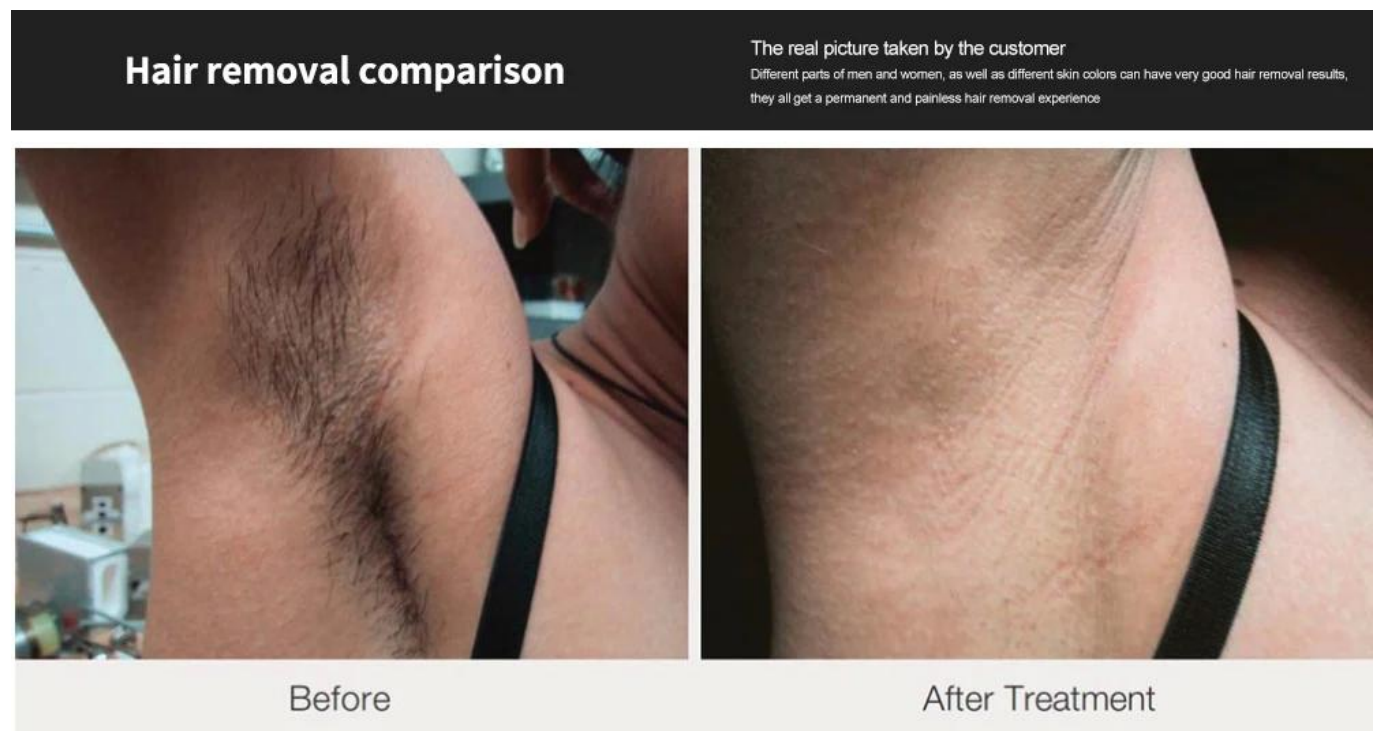 Hair removal comparison
The real picture taken by the customer
Different parts of men and women, as well as different skin colors can have very good hair removal results,
they all get a permanent and painless hair removal experience
Before
After Treatment